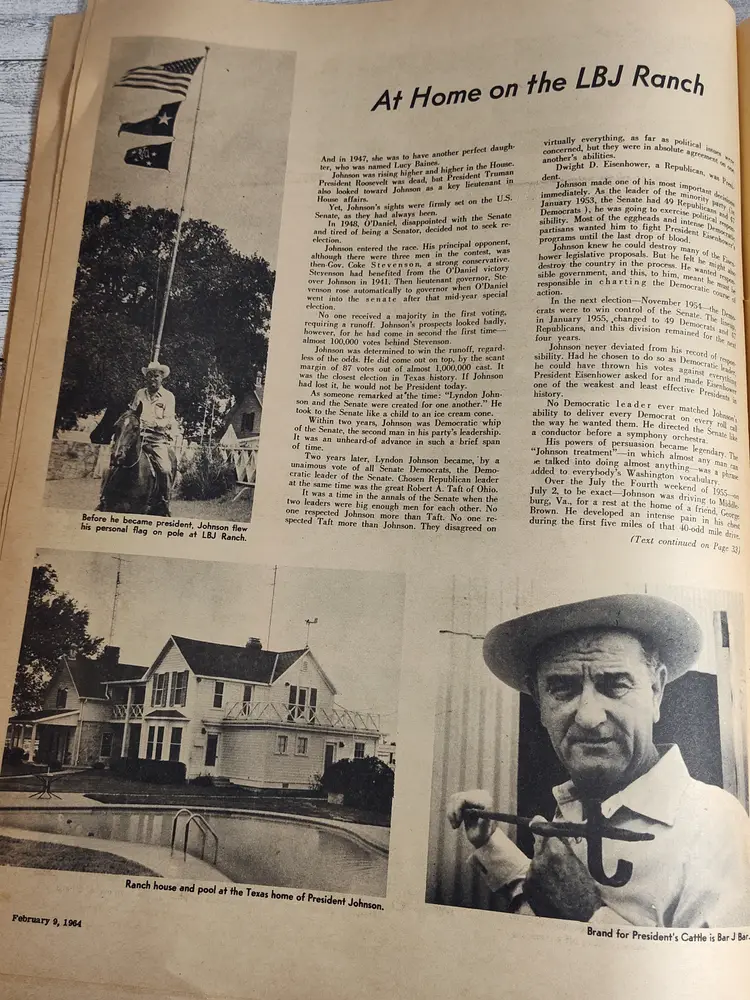 At Home on the LBJ Ranch
And in 1947, she was to have another perfect daugh-
ter, who was named Lucy Baines.
Johnson was rising higher and higher in the House.
President Roosevelt was dead, but President Truman
also looked toward Johnson as a key lieutenant in
House affairs.
Yet, Johnson's sights were firmly set on the U.S.
Senate, as they had always been.
In 1948, O'Daniel, disappointed with the Senate
and tired of being a Senator, decided not to seek re-
election.
Johnson entered the race. His principal opponent,
although there were three men in the contest, was
then-Gov. Coke Stevenson, a strong conservative.
Stevenson had benefited from the O'Daniel victory
over Johnson in 1941. Then lieutenant governor, Ste-
venson rose automatically to governor when O'Daniel
went into the senate after that mid-year special
election.
No one received a majority in the first voting,
requiring a runoff. Johnson's prospects looked badly,
however, for he had come in second the first time—
almost 100,000 votes behind Stevenson.
Johnson was determined to win the runoff, regard-
less of the odds. He did come out on top, by the scant
margin of 87 votes out of almost 1,000,000 cast. It
was the closest election in Texas history. If Johnson
had lost it, he would not be President today.
As someone remarked at the time: "Lyndon John-
son and the Senate were created for one another." He
took to the Senate like a child to an ice cream cone.
Within two years, Johnson was Democratic whip
of the Senate, the second man in his party's leadership.
It was an unheard-of advance in such a brief span
of time.
Two years later, Lyndon Johnson became, by a
unaimous vote of all Senate Democrats, the Demo-
cratic leader of the Senate. Chosen Republican leader
at the same time was the great Robert A. Taft of Ohio.
It was a time in the annals of the Senate when the
two leaders were big enough men for each other. No
one respected Johnson more than Taft. No one re-
spected Taft more than Johnson. They disagreed on
virtually everything, as far as political issues were
concerned, but they were in absolute agreement on one
another's abilities.
Dwight D. Eisenhower, a Republican, was
dent.
Johnson made one of his most important decisions
immediately. As the leader of the minority party (in
January 1953, the Senate had 49 Republicans and
Democrats), he was going to exercise political respon-
sibility. Most of the eggheads and intense Democratic
partisans wanted him to fight President Eisenhower's
programs until the last drop of blood.
Johnson knew he could destroy many of the Eisen-
hower legislative proposals. But he felt he might also
destroy the country in the process. He wanted respon-
sible government, and this, to him, meant he must be
responsible in charting the Democratic course of
action.
In the next election—November 1954—the Demo-
crats were to win control of the Senate. The lineup,
in January 1955, changed to 49 Democrats and
Republicans, and this division remained for the next
four years.
Johnson never deviated from his record of respon-
sibility. Had he chosen to do so as Democratic leader,
he could have thrown his votes against everything
President Eisenhower asked for and made Eisenhower
one of the weakest and least effective Presidents in
history.
No Democratic leader ever matched Johnson's
ability to deliver every Democrat on every roll call
the way he wanted them. He directed the Senate like
a conductor before a symphony orchestra.
His powers of persuasion became legendary. The
"Johnson treatment"—in which almost any man can
be talked into doing almost anything—was a phrase
added to everybody's Washington vocabulary.
Over the July the Fourth weekend of 1955—on
July 2, to be exact—Johnson was driving to Middle-
burg, Va., for a rest at the home of a friend, George
Brown. He developed an intense pain in his chest
during the first five miles of that 40-odd mile drive.
(Text continued on Page 33)
Before he became president, Johnson flew
his personal flag on pole at LBJ Ranch.
Ranch house and pool at the Texas home of President Johnson.
Brand for President's Cattle is Bar J Bar.
February 9, 1964